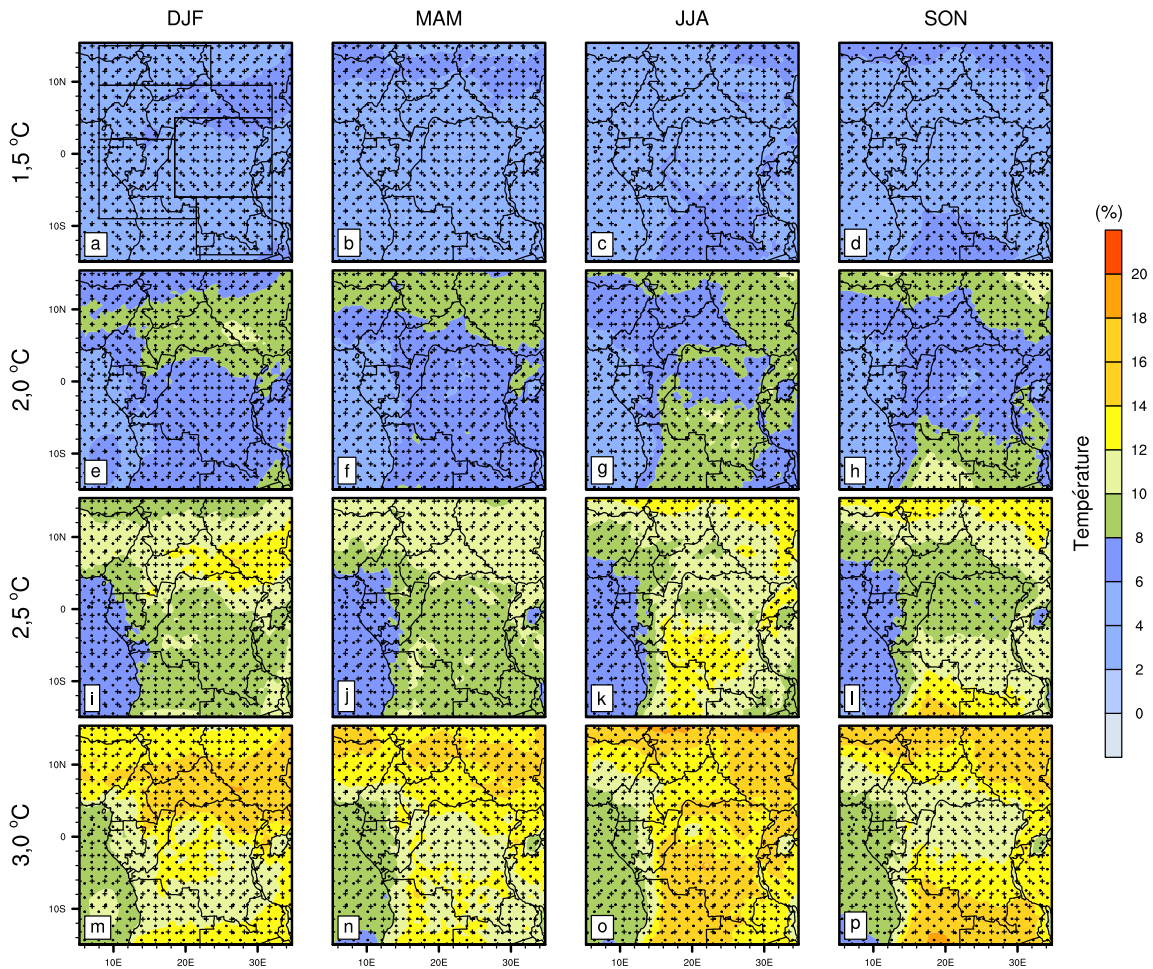 DJF MAM JJA SON
1,5 °C
10N
0
10S
a b c d
(%)
2,0 °C
10N
0
10S
e f g h
20
18
16
14
12
10
8
6
4
2
0
Température
2,5 °C
10N
0
10S
i j k l
3,0 °C
10N
0
10S
m n o p
10E 20E 30E 10E 20E 30E 10E 20E 30E 10E 20E 30E